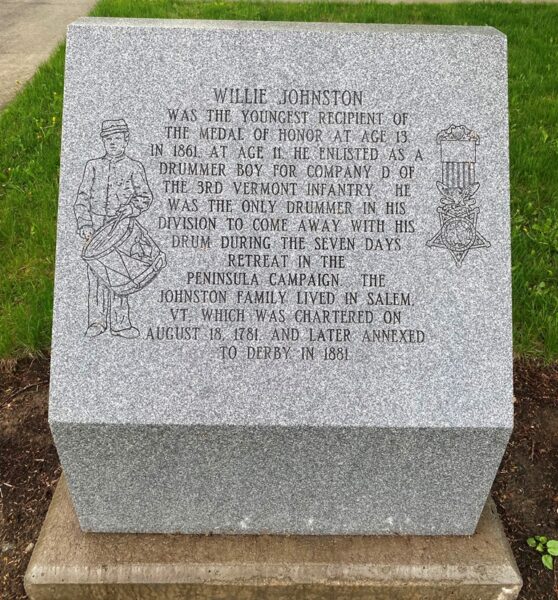 WILLIE JOHNSTON
WAS THE YOUNGEST RECIPIENT OF
THE MEDAL OF HONOR AT AGE 13.
IN 1861, AT AGE 11, HE ENLISTED AS A
DRUMMER BOY FOR COMPANY D OF
THE 3RD VERMONT INFANTRY. HE
WAS THE ONLY DRUMMER IN HIS
DIVISION TO COME AWAY WITH HIS
DRUM DURING THE SEVEN DAYS
RETREAT IN THE
PENINSULA CAMPAIGN. THE
JOHNSTON FAMILY LIVED IN SALEM,
VT, WHICH WAS CHARTERED ON
AUGUST 18, 1781, AND LATER ANNEXED
TO DERBY, IN 1881.